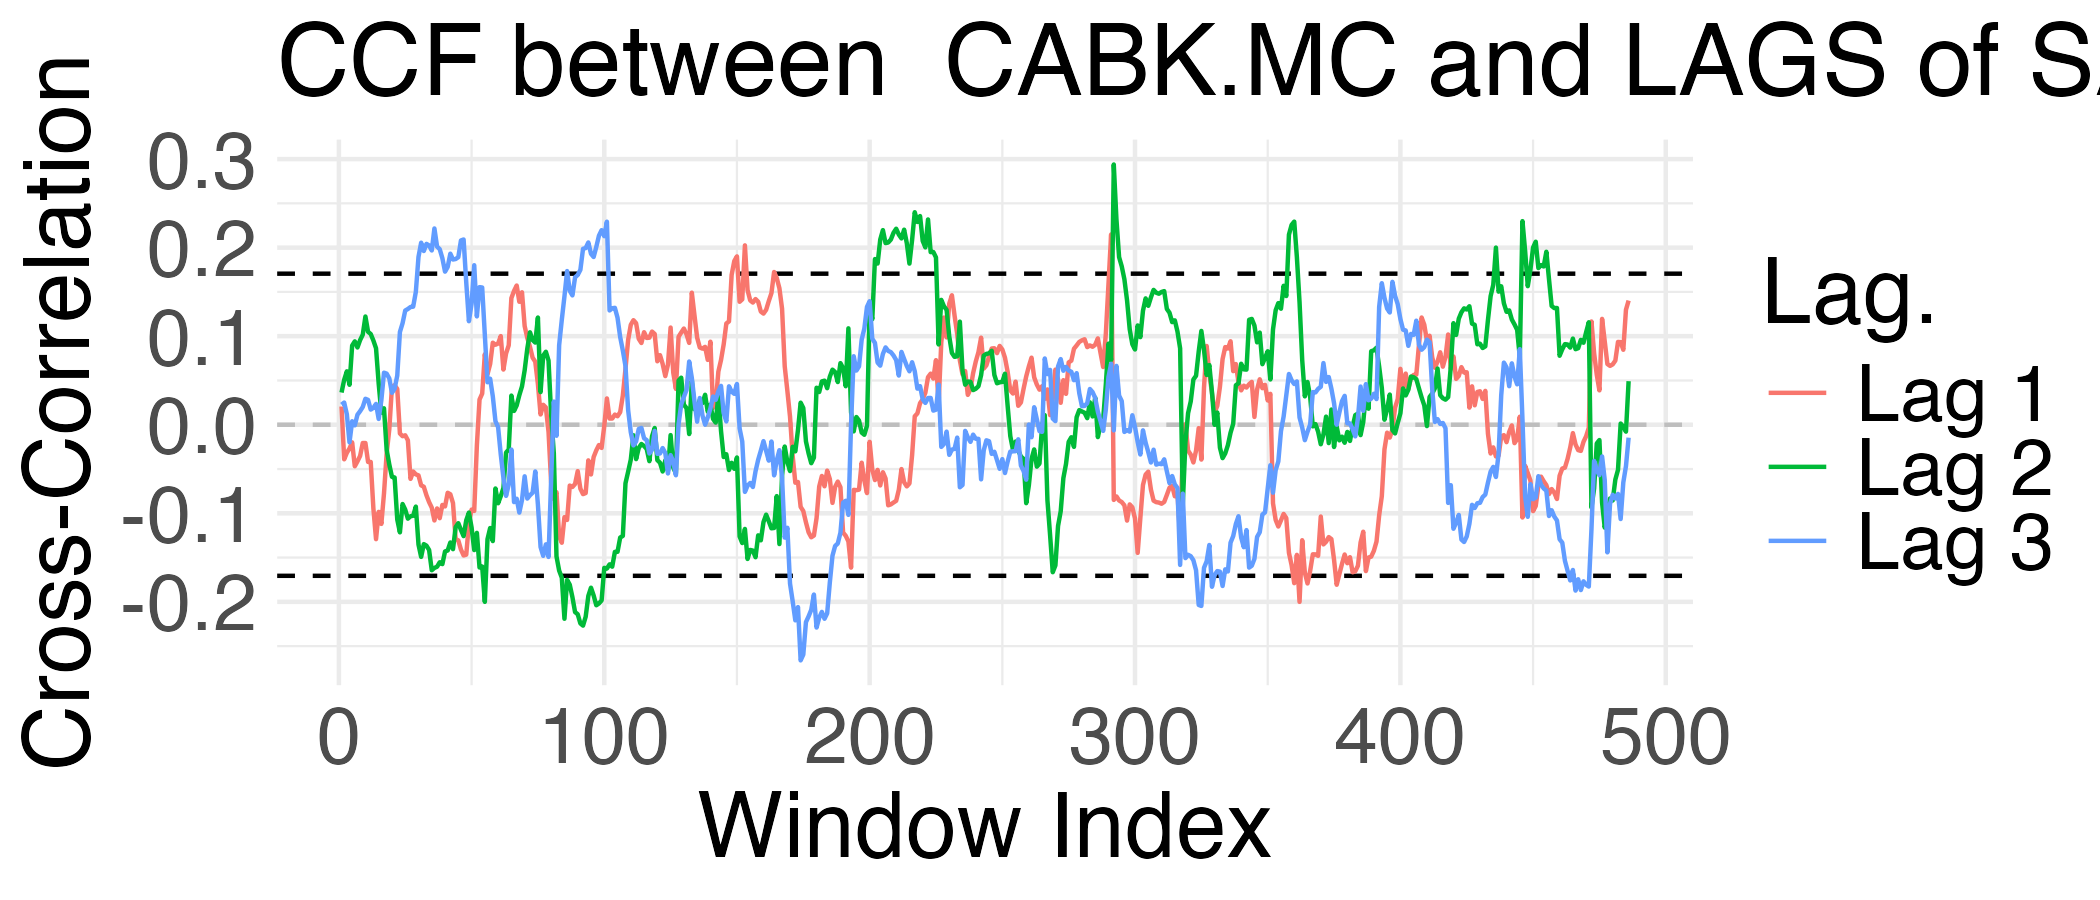 CCF between  CABK.MC and LAGS of
Cross-Correlation
0.3
0.2
0.1
0.0
-0.1
-0.2
0
100
200
300
400
500
Window Index
Lag.
Lag 1
Lag 2
Lag 3